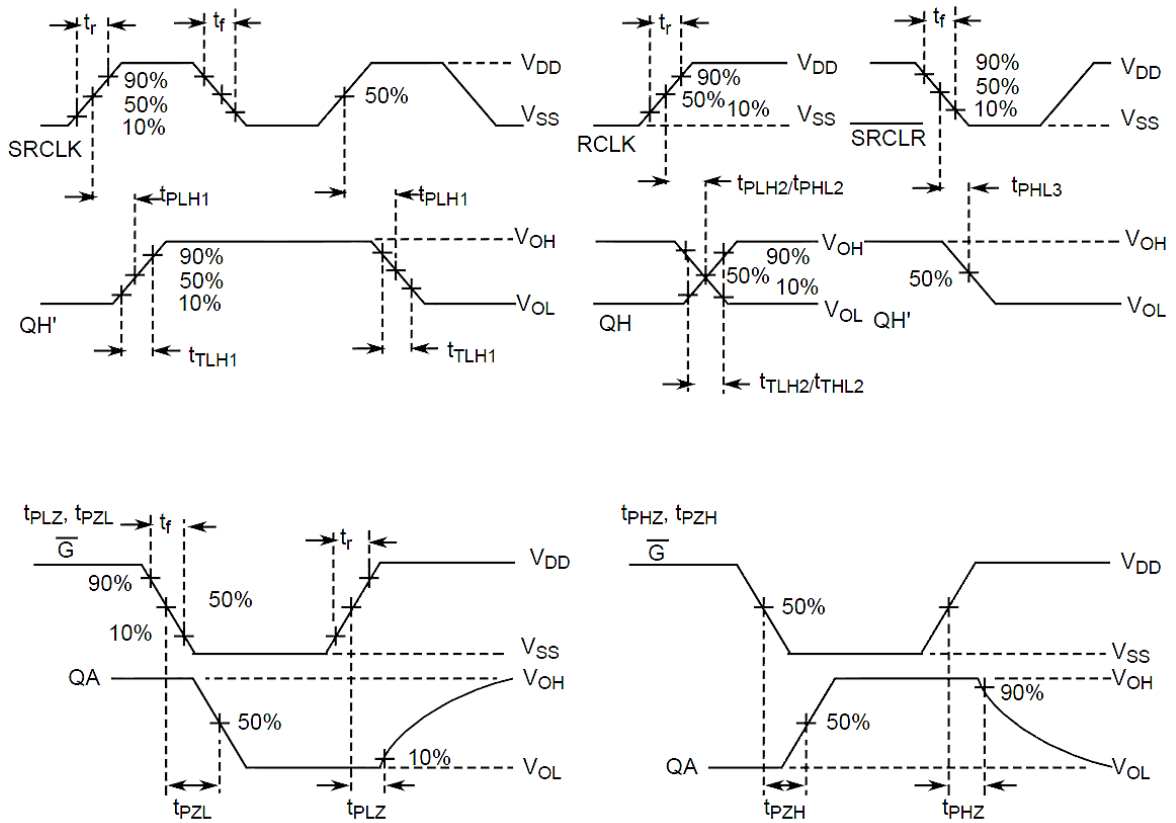 tr tf
90%
50%
10%
50%
VDD
VSS
SRCLK
tPLH1 tPLH1
VOH
90%
50%
10%
VOL
QH'
tTLH1 tTLH1
tr
90%
50% 10%
VDD
VSS
RCLK
tPLH2/tPHL2
VOH
90%
50%
10%
VOL
QH
tTLH2/tTHL2
tf
90%
50%
10%
VDD
VSS
SRCLR
tPHL3
VOH
50%
VOL
QH'
tPLZ, tPZL
G
tf tr
VDD
90%
50%
10%
VSS
QA
VOH
50%
10%
VOL
tPZL tPLZ
tPHZ, tPZH
G
VDD
50%
VSS
VOH
90%
50%
QA
VOL
tPZH tPHZ